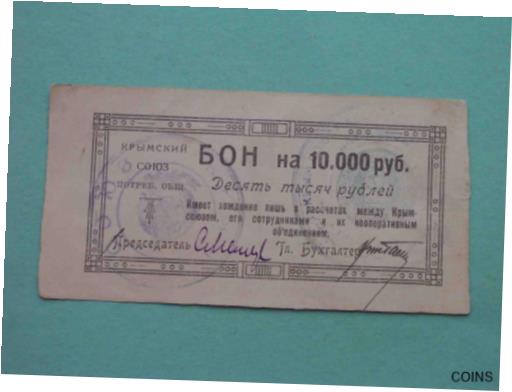 КРЫМСКИЙ
СОЮЗ
ПОТРЕБ. ОБЩ.
БОН на 10.000 руб.
Десять тысяч рублей
Имеет хождение лишь в рассчетах между Крым-
союзом, его сотрудниками и их кооперативным
объединением.
Председатель
Гл. Бухгалтер
COINS